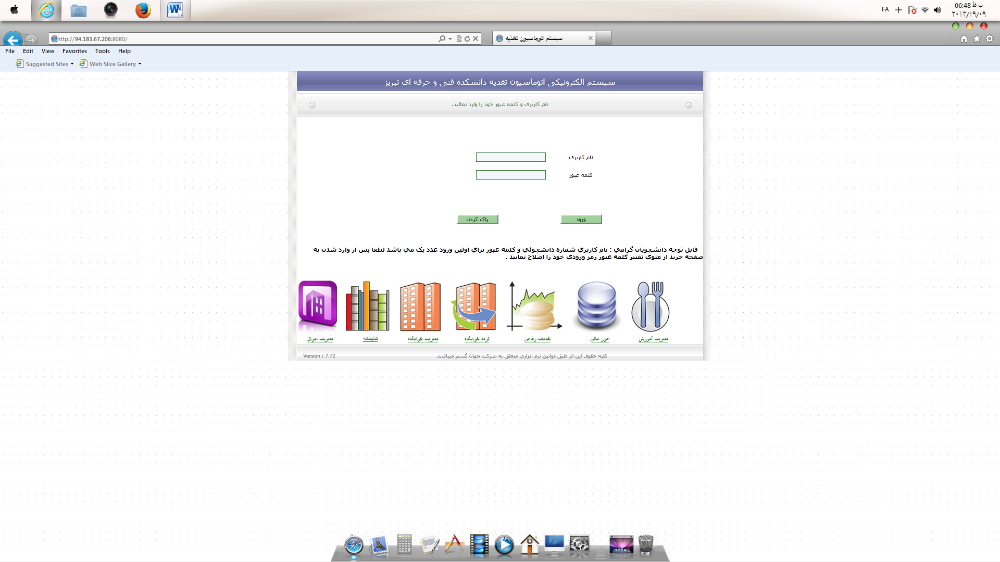 FA
06:48 ب.ظ
۲۰۱۳/۱۹/۰۹
http://94.183.67.206:8080/
سیستم اتوماسیون تغذیه
File Edit View Favorites Tools Help
Suggested Sites Web Slice Gallery
سیستم الکترونیکی اتوماسیون تغذیه دانشکده فنی و حرفه ای تبریز
نام کاربری و کلمه عبور خود را وارد نمائید.
نام کاربری
کلمه عبور
ورود پاک کردن
قابل توجه دانشجويان گرامي : نام کاربري شماره دانشجوئي و کلمه عبور براي اولين ورود عدد يک مي باشد لطفا پس از وارد شدن به
صفحه خريد از منوي تغيير کلمه عبور رمز ورودي خود را اصلاح نماييد .
مدیریت آموزش امور مالی خدمات رفاهی تردد خوابگاه مدیریت خوابگاه کتابخانه مدیریت اموال
کلیه حقوق این اثر طبق قوانین نرم افزاری متعلق به شرکت جهان گستر میباشد. Version : 7.72